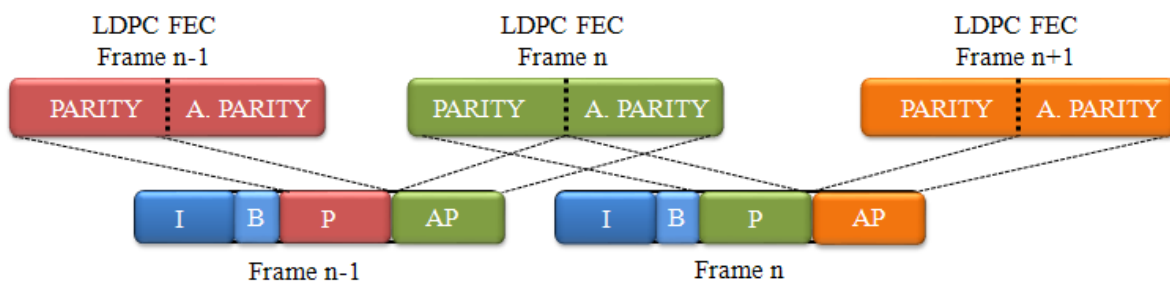 LDPC FEC
Frame n-1
LDPC FEC
Frame n
LDPC FEC
Frame n+1
PARITY A. PARITY
PARITY A. PARITY
PARITY A. PARITY
I B P AP
I B P AP
Frame n-1
Frame n